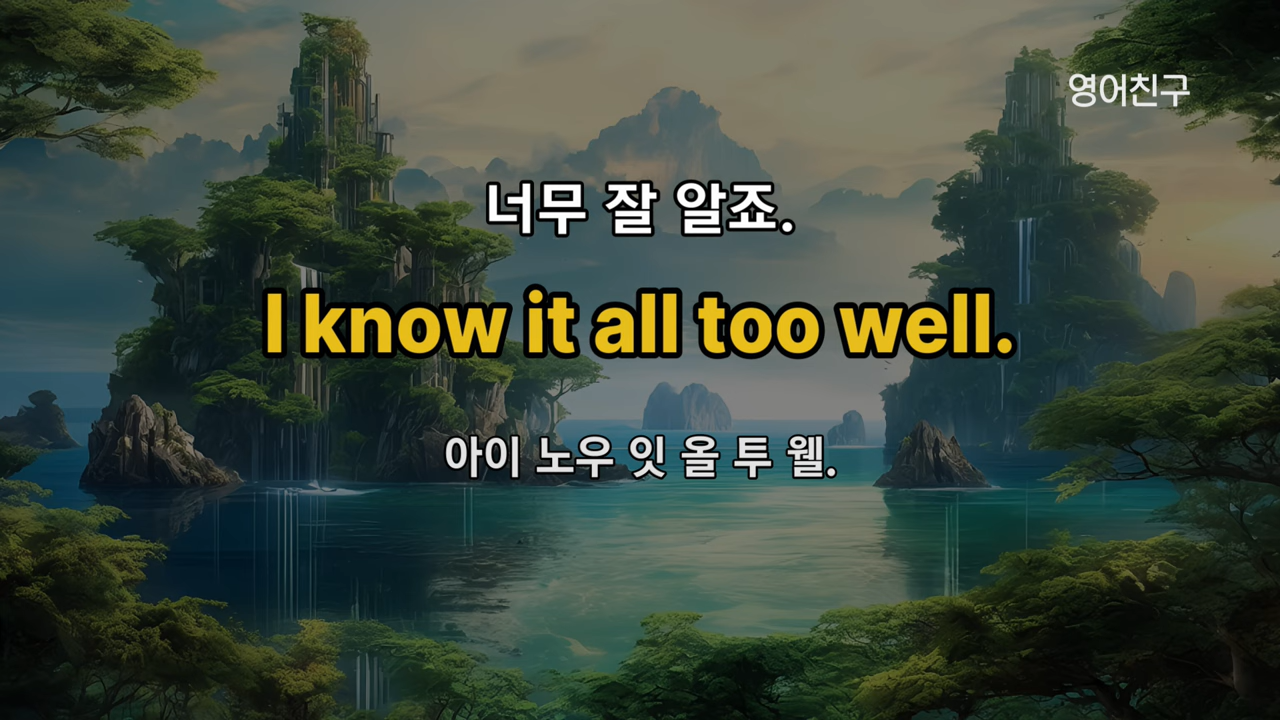 영어친구
너무 잘 알죠.
I know it all too well.
아이 노우 잇 올 투 웰.